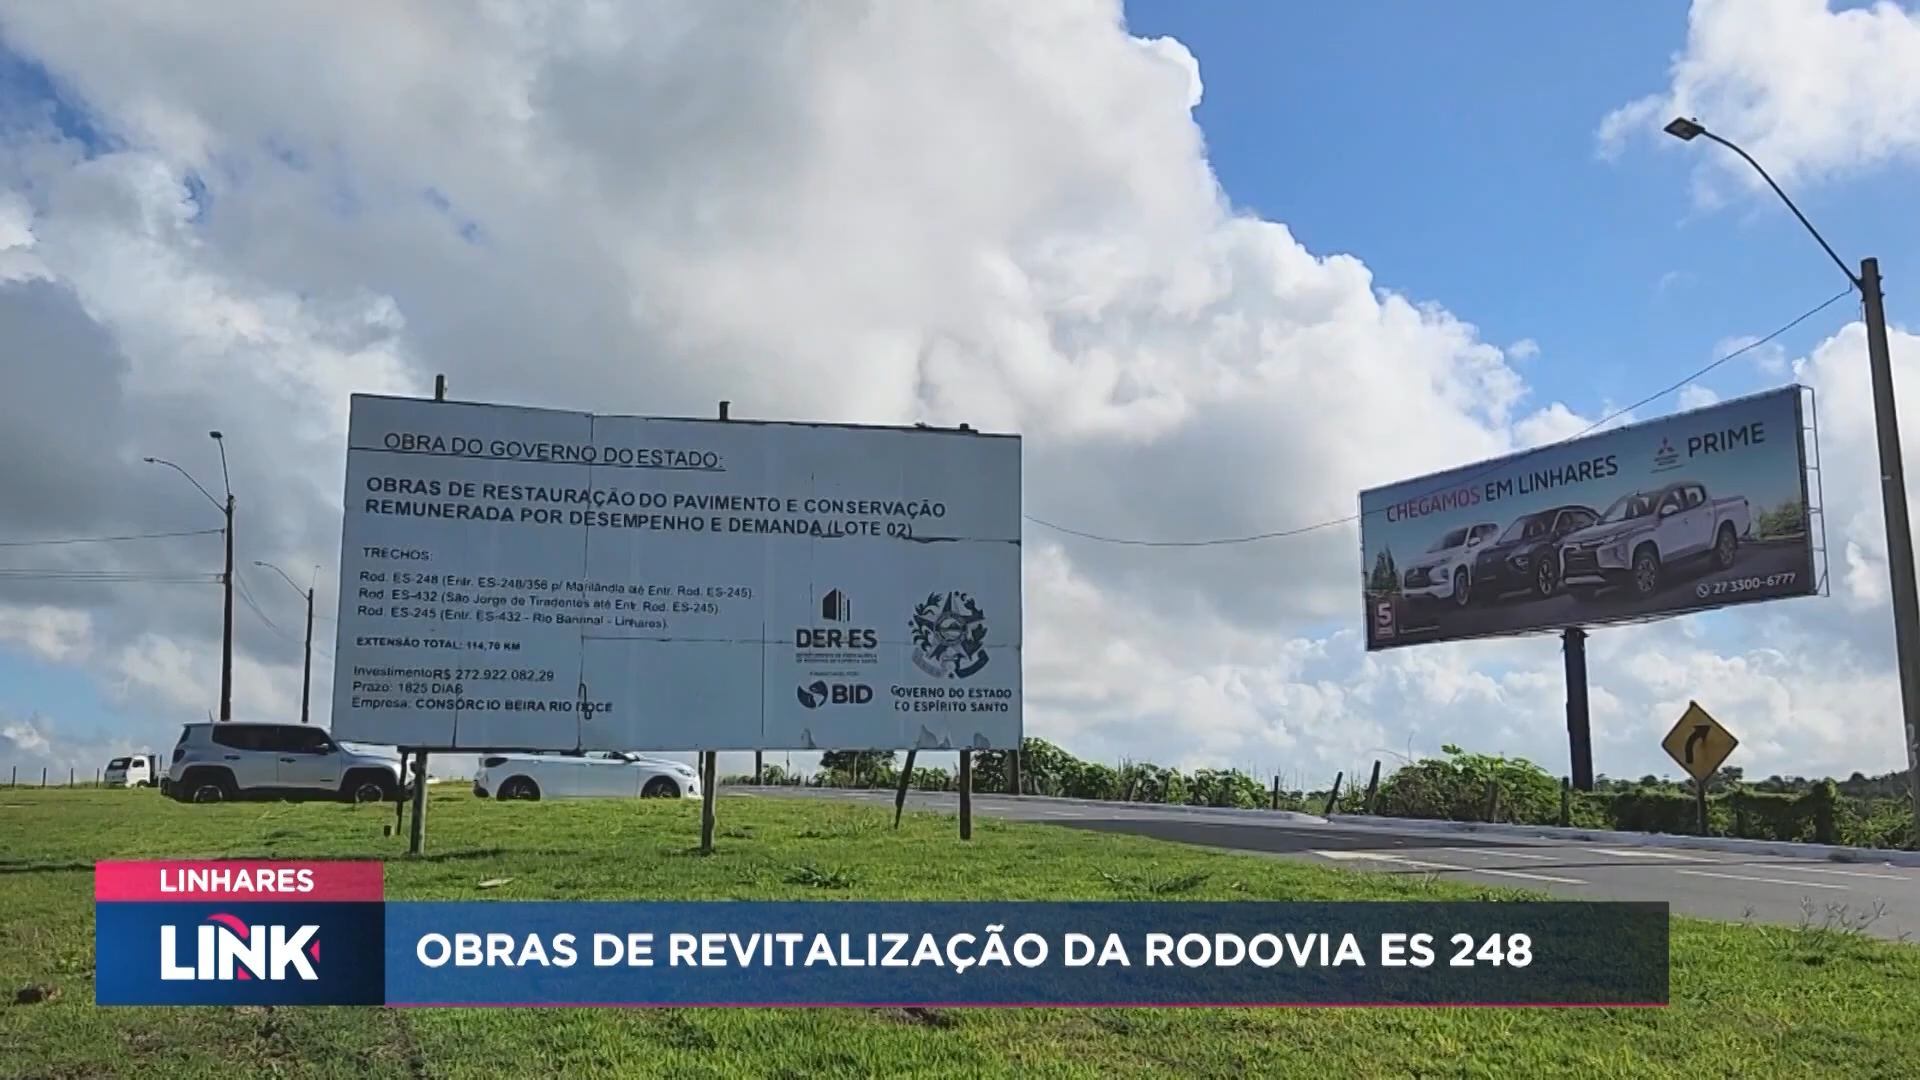 OBRA DO GOVERNO DO ESTADO:
OBRAS DE RESTAURAÇÃO DO PAVIMENTO E CONSERVAÇÃO
REMUNERADA POR DESEMPENHO E DEMANDA (LOTE 02)
TRECHOS:
Rod. ES-248 (Entr. ES-248/356 p/ Marilândia até Entr. Rod. ES-245).
Rod. ES-432 (São Jorge de Tiradentes até Entr. Rod. ES-245).
Rod. ES-245 (Entr. ES-432 - Rio Bananal - Linhares).
EXTENSÃO TOTAL: 114,70 KM
Investimento R$ 272.922.082,29
Prazo: 1825 DIAS
Empresa: CONSÓRCIO BEIRA RIO DOCE
DER-ES
BID
GOVERNO DO ESTADO
DO ESPÍRITO SANTO
CHEGAMOS EM LINHARES
PRIME
27 3300-6777
5
LINHARES
LINK
OBRAS DE REVITALIZAÇÃO DA RODOVIA ES 248